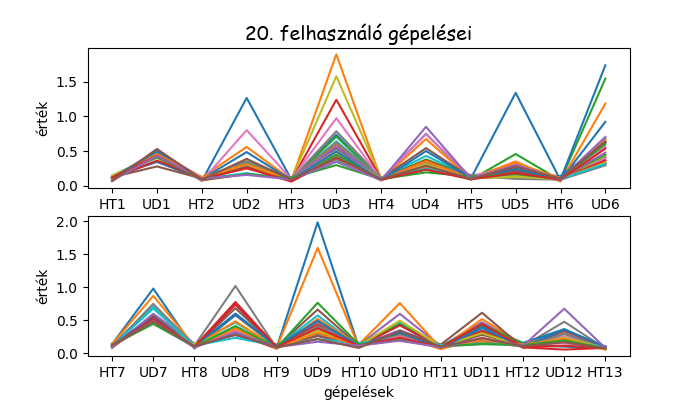 20. felhasználó gépelései
érték
1.5
1.0
0.5
0.0
HT1 UD1 HT2 UD2 HT3 UD3 HT4 UD4 HT5 UD5 HT6 UD6
érték
2.0
1.5
1.0
0.5
0.0
HT7 UD7 HT8 UD8 HT9 UD9 HT10 UD10 HT11 UD11 HT12 UD12 HT13
gépelések